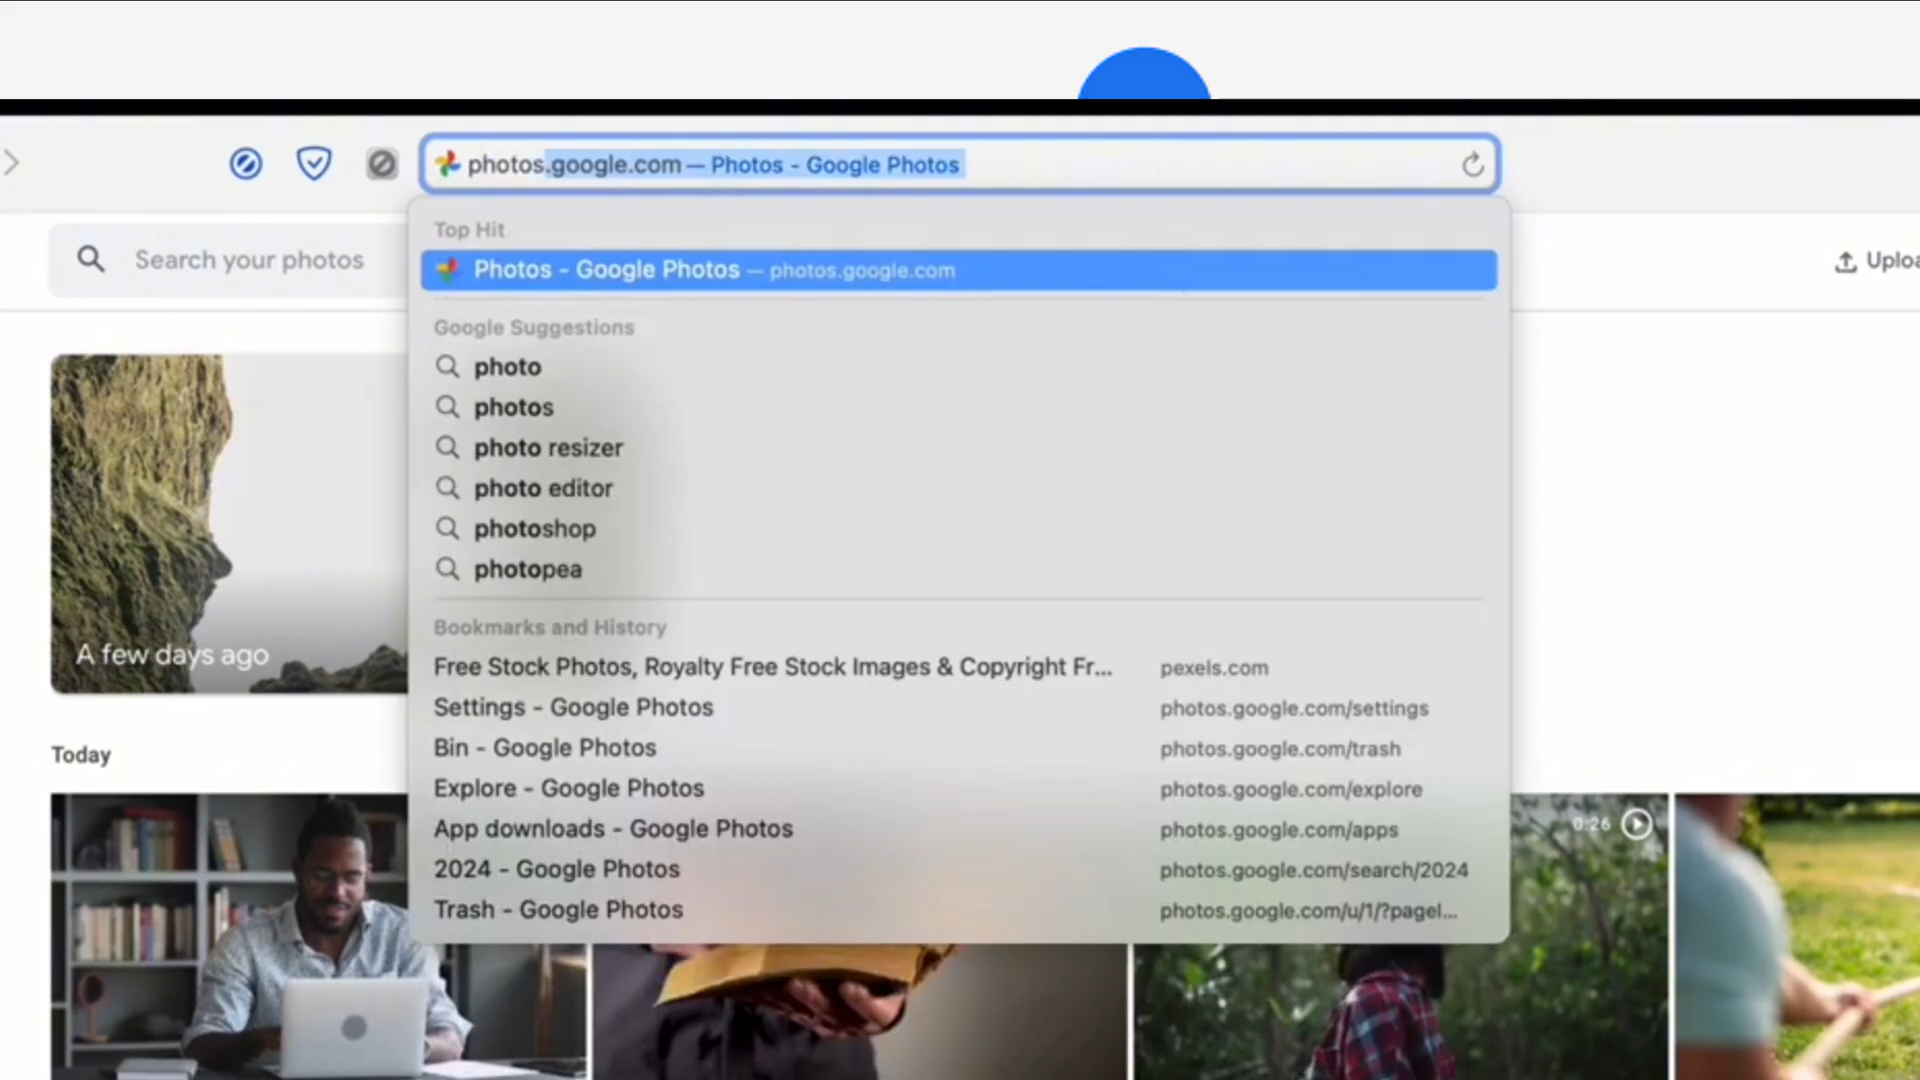 photos.google.com — Photos - Google Photos
Search your photos
Top Hit
Photos - Google Photos — photos.google.com
Google Suggestions
photo
photos
photo resizer
photo editor
photoshop
photopea
Bookmarks and History
Free Stock Photos, Royalty Free Stock Images & Copyright Fr... pexels.com
Settings - Google Photos photos.google.com/settings
Bin - Google Photos photos.google.com/trash
Explore - Google Photos photos.google.com/explore
App downloads - Google Photos photos.google.com/apps
2024 - Google Photos photos.google.com/search/2024
Trash - Google Photos photos.google.com/u/1/?pagel...
Uploa
A few days ago
Today
0:26